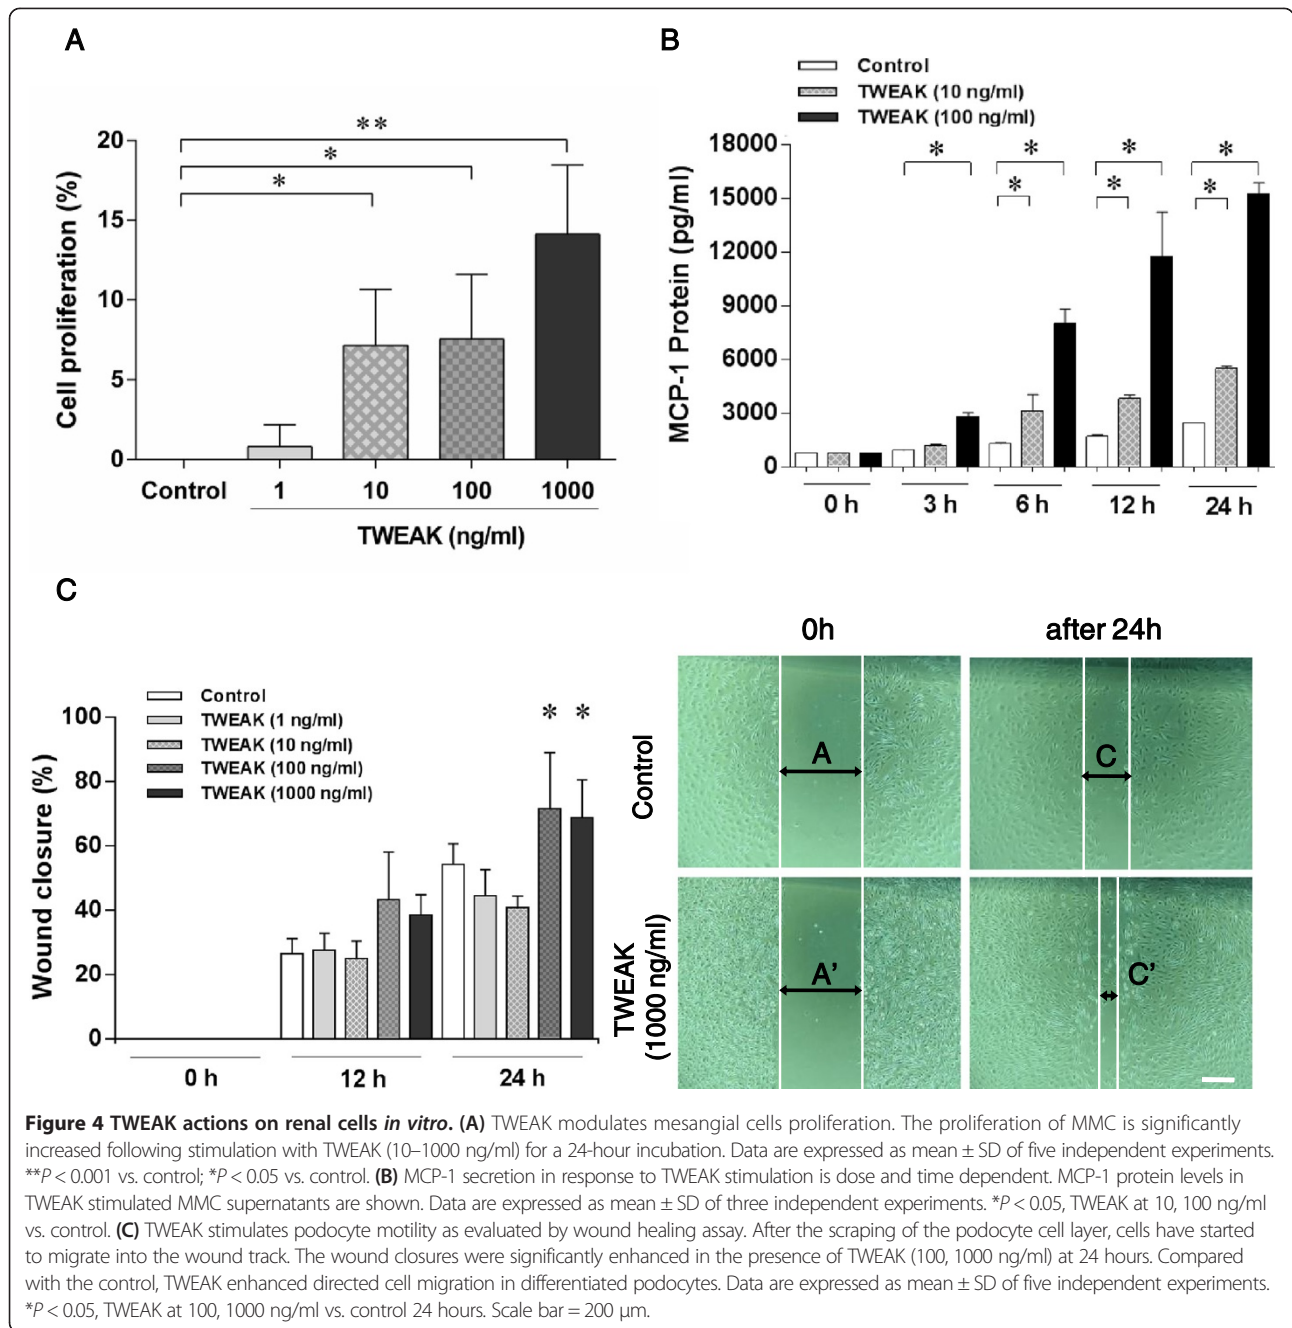 A
20
15
10
5
0
Cell proliferation (%)
**
*
*
Control 1 10 100 1000
TWEAK (ng/ml)
B
Control
TWEAK (10 ng/ml)
TWEAK (100 ng/ml)
18000
15000
12000
9000
6000
3000
0
MCP-1 Protein (pg/ml)
* * * *
* * *
0 h 3 h 6 h 12 h 24 h
C
Control
TWEAK (1 ng/ml)
TWEAK (10 ng/ml)
TWEAK (100 ng/ml)
TWEAK (1000 ng/ml)
100
80
60
40
20
0
Wound closure (%)
* *
0 h 12 h 24 h
0h after 24h
Control
A C
TWEAK
(1000 ng/ml)
A’ C’
Figure 4 TWEAK actions on renal cells in vitro. (A) TWEAK modulates mesangial cells proliferation. The proliferation of MMC is significantly
increased following stimulation with TWEAK (10–1000 ng/ml) for a 24-hour incubation. Data are expressed as mean ± SD of five independent experiments.
**P < 0.001 vs. control; *P < 0.05 vs. control. (B) MCP-1 secretion in response to TWEAK stimulation is dose and time dependent. MCP-1 protein levels in
TWEAK stimulated MMC supernatants are shown. Data are expressed as mean ± SD of three independent experiments. *P < 0.05, TWEAK at 10, 100 ng/ml
vs. control. (C) TWEAK stimulates podocyte motility as evaluated by wound healing assay. After the scraping of the podocyte cell layer, cells have started
to migrate into the wound track. The wound closures were significantly enhanced in the presence of TWEAK (100, 1000 ng/ml) at 24 hours. Compared
with the control, TWEAK enhanced directed cell migration in differentiated podocytes. Data are expressed as mean ± SD of five independent experiments.
*P < 0.05, TWEAK at 100, 1000 ng/ml vs. control 24 hours. Scale bar = 200 μm.